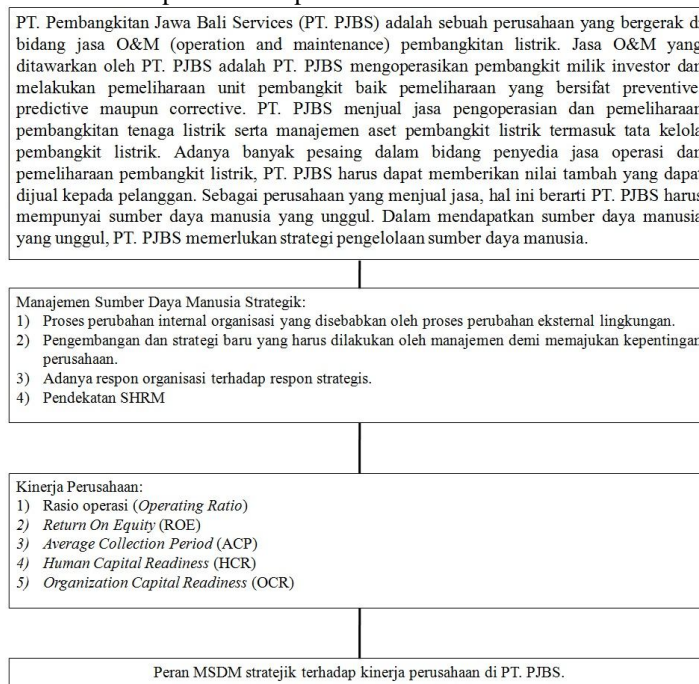 PT. Pembangkitan Jawa Bali Services (PT. PJBS) adalah sebuah perusahaan yang bergerak di
bidang jasa O&M (operation and maintenance) pembangkitan listrik. Jasa O&M yang
ditawarkan oleh PT. PJBS adalah PT. PJBS mengoperasikan pembangkit milik investor dan
melakukan pemeliharaan unit pembangkit baik pemeliharaan yang bersifat preventive,
predictive maupun corrective. PT. PJBS menjual jasa pengoperasian dan pemeliharaan
pembangkitan tenaga listrik serta manajemen aset pembangkit listrik termasuk tata kelola
pembangkit listrik. Adanya banyak pesaing dalam bidang penyedia jasa operasi dan
pemeliharaan pembangkit listrik, PT. PJBS harus dapat memberikan nilai tambah yang dapat
dijual kepada pelanggan. Sebagai perusahaan yang menjual jasa, hal ini berarti PT. PJBS harus
mempunyai sumber daya manusia yang unggul. Dalam mendapatkan sumber daya manusia
yang unggul, PT. PJBS memerlukan strategi pengelolaan sumber daya manusia.
Manajemen Sumber Daya Manusia Strategik:
1) Proses perubahan internal organisasi yang disebabkan oleh proses perubahan eksternal lingkungan.
2) Pengembangan dan strategi baru yang harus dilakukan oleh manajemen demi memajukan kepentingan
perusahaan.
3) Adanya respon organisasi terhadap respon strategis.
4) Pendekatan SHRM
Kinerja Perusahaan:
1) Rasio operasi (Operating Ratio)
2) Return On Equity (ROE)
3) Average Collection Period (ACP)
4) Human Capital Readiness (HCR)
5) Organization Capital Readiness (OCR)
Peran MSDM stratejik terhadap kinerja perusahaan di PT. PJBS.